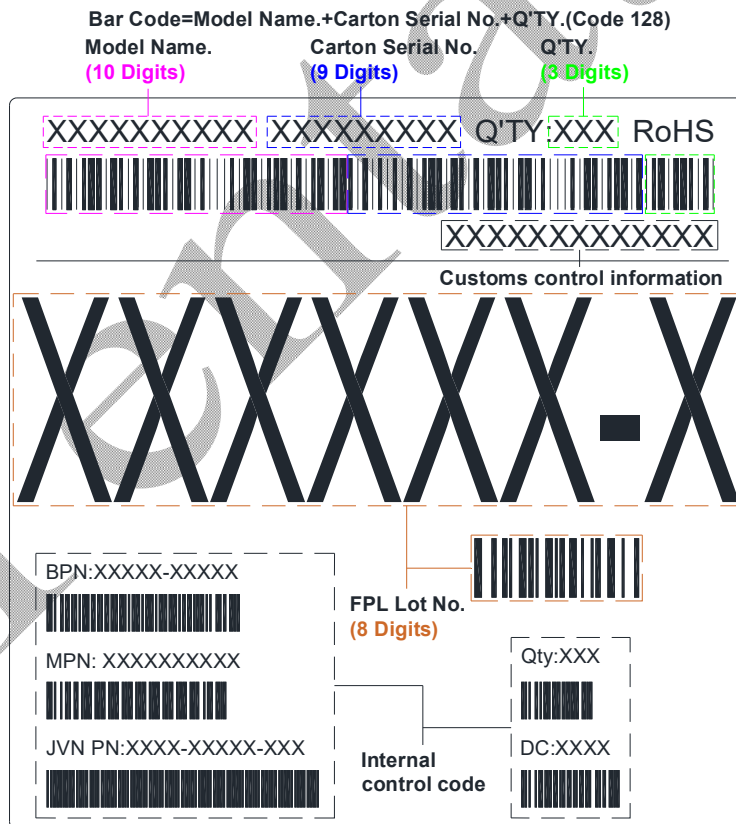 Bar Code=Model Name.+Carton Serial No.+Q'TY.(Code 128)
Model Name. Carton Serial No. Q'TY.
(10 Digits) (9 Digits) (3 Digits)
XXXXXXXXXX XXXXXXXXX Q'TY:XXX RoHS
XXXXXXXXXXXXX
Customs control information
XXXXXX-X
FPL Lot No.
(8 Digits)
BPN:XXXXX-XXXXX
MPN: XXXXXXXXXX
JVN PN:XXXX-XXXXX-XXX
Internal
control code
Qty:XXX
DC:XXXX